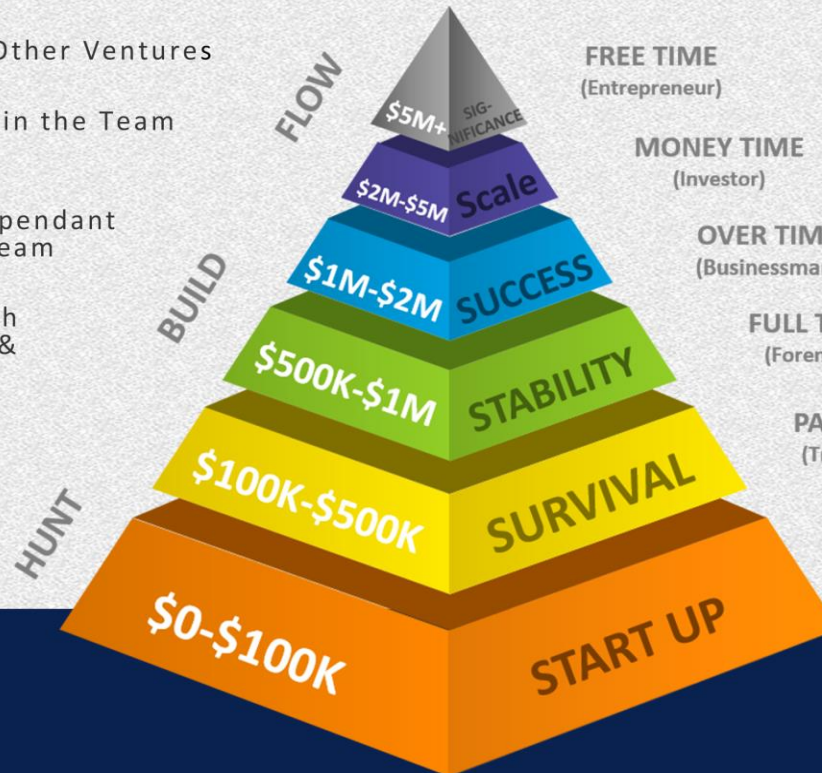 Other Ventures
in the Team
pendant
eam
h
&
FLOW
BUILD
HUNT
$5M+
SIG-
NIFICANCE
$2M-$5M
Scale
$1M-$2M
SUCCESS
$500K-$1M
STABILITY
$100K-$500K
SURVIVAL
$0-$100K
START UP
FREE TIME
(Entrepreneur)
MONEY TIME
(Investor)
OVER TIM
(Businessma
FULL T
(Forem
PA
(Tr